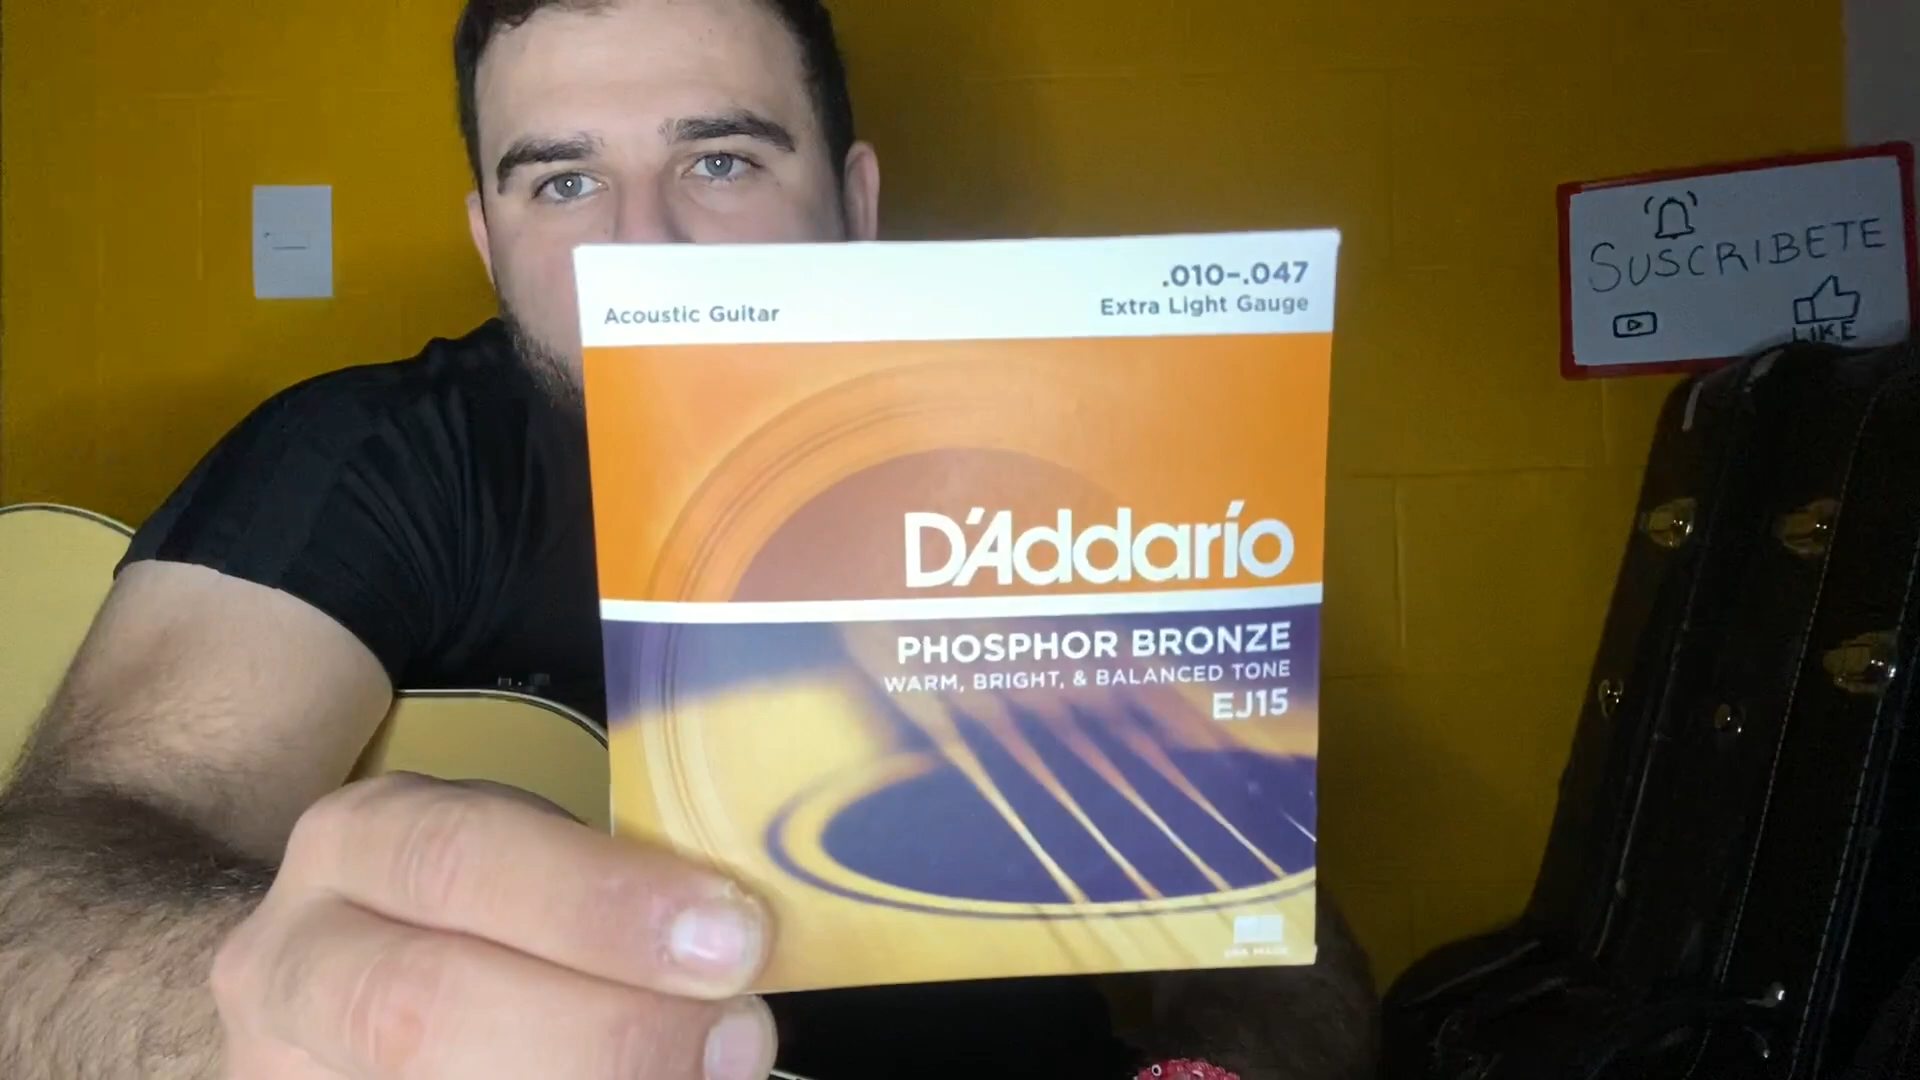 .010–.047
Acoustic Guitar
Extra Light Gauge
D'Addario
PHOSPHOR BRONZE
WARM, BRIGHT, & BALANCED TONE
EJ15
SUSCRIBETE
LIKE